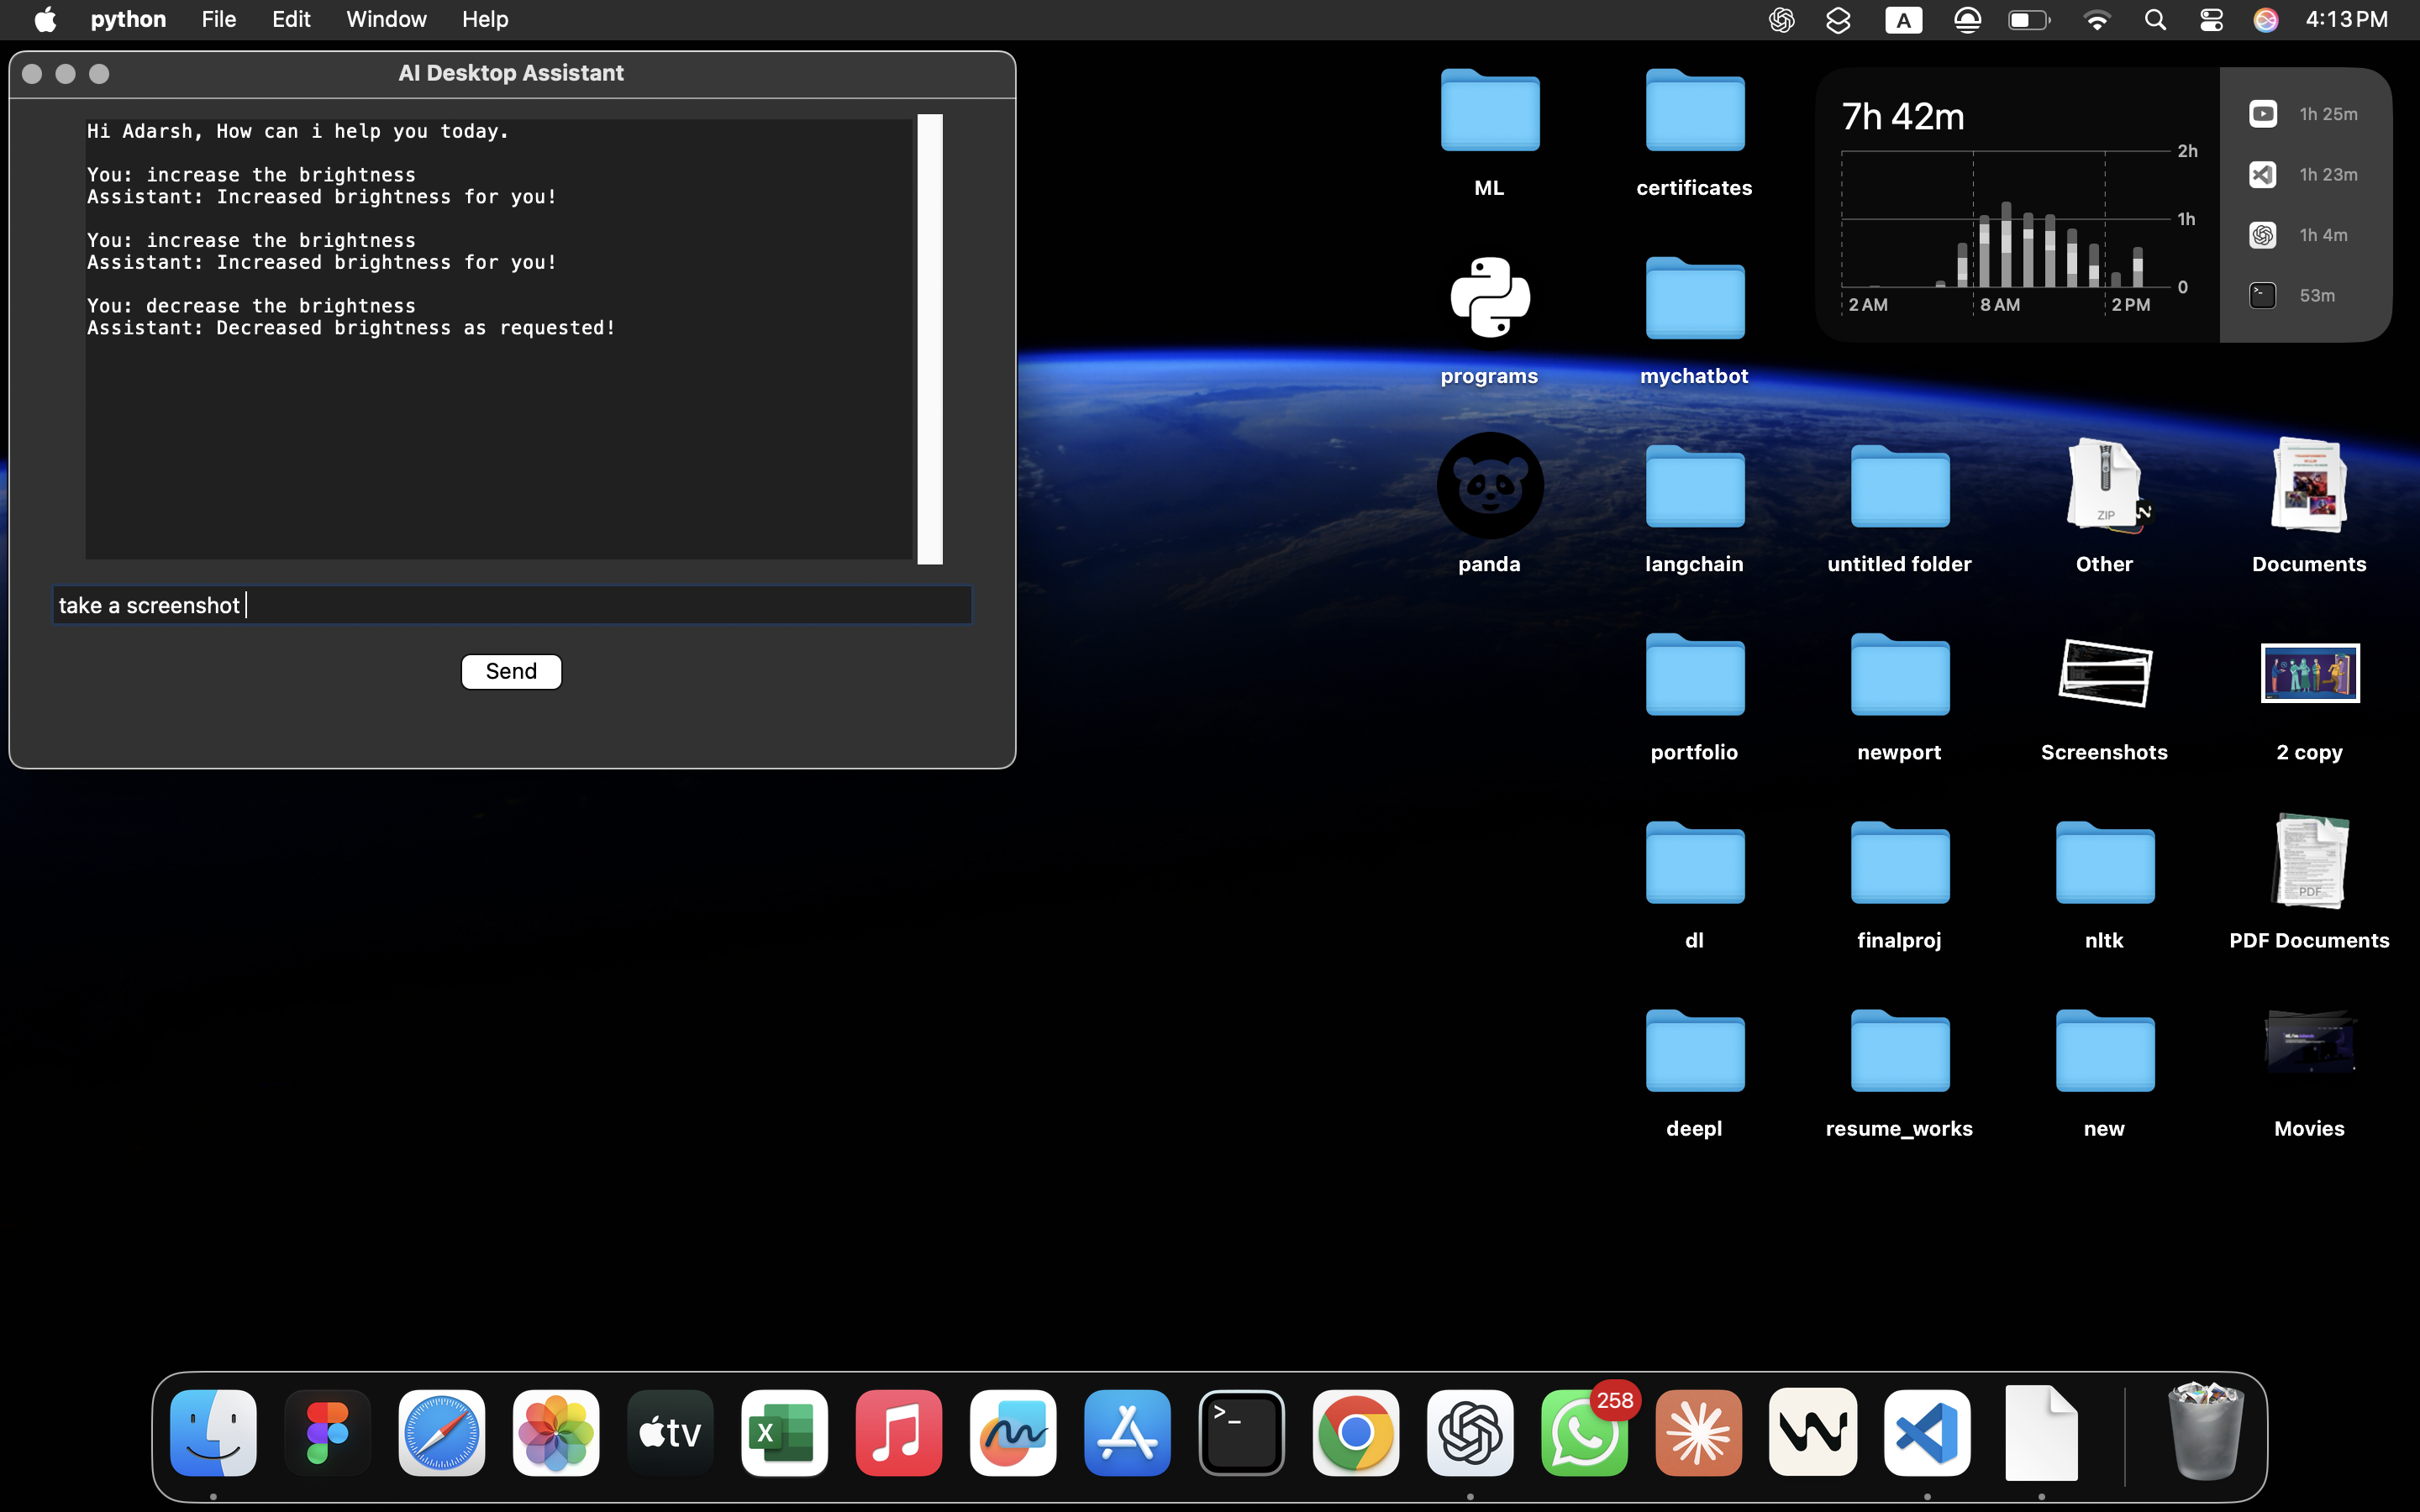 python File Edit Window Help
A
4:13 PM
AI Desktop Assistant
Hi Adarsh, How can i help you today.
You: increase the brightness
Assistant: Increased brightness for you!
You: increase the brightness
Assistant: Increased brightness for you!
You: decrease the brightness
Assistant: Decreased brightness as requested!
take a screenshot
Send
7h 42m
2h
1h
0
2 AM 8 AM 2 PM
1h 25m
1h 23m
1h 4m
53m
ML certificates
programs mychatbot
ZIP
panda langchain untitled folder Other Documents
portfolio newport Screenshots 2 copy
PDF
dl finalproj nltk PDF Documents
deepl resume_works new Movies
tv
X
>_
258